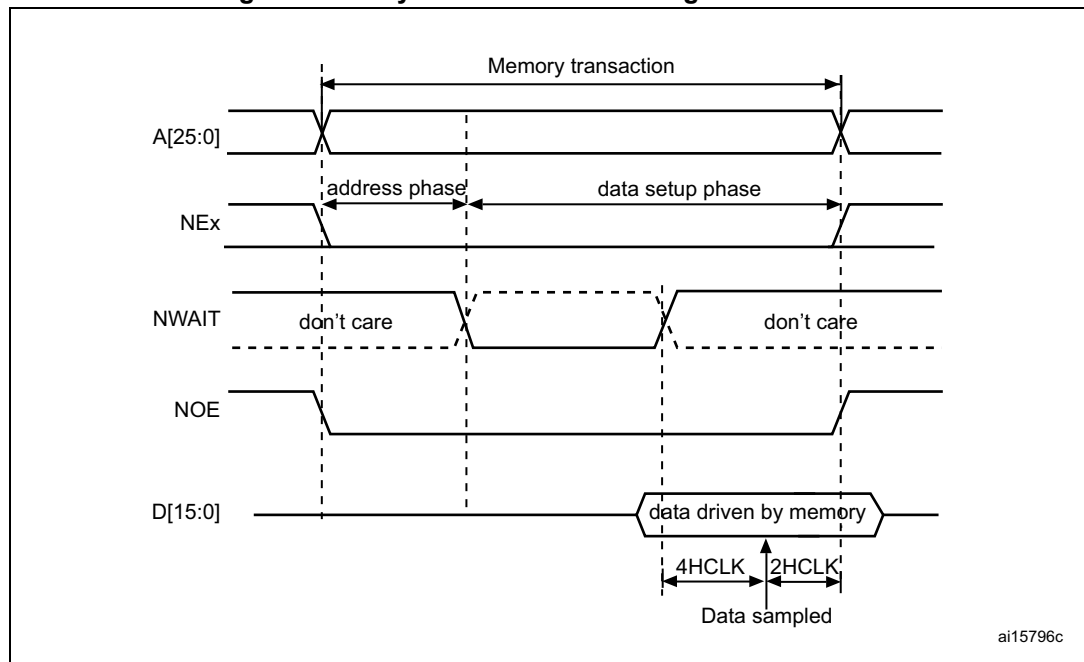 Memory transaction
A[25:0]
address phase
data setup phase
NEx
NWAIT
don't care
don't care
NOE
D[15:0]
data driven by memory
4HCLK
2HCLK
Data sampled
ai15796c